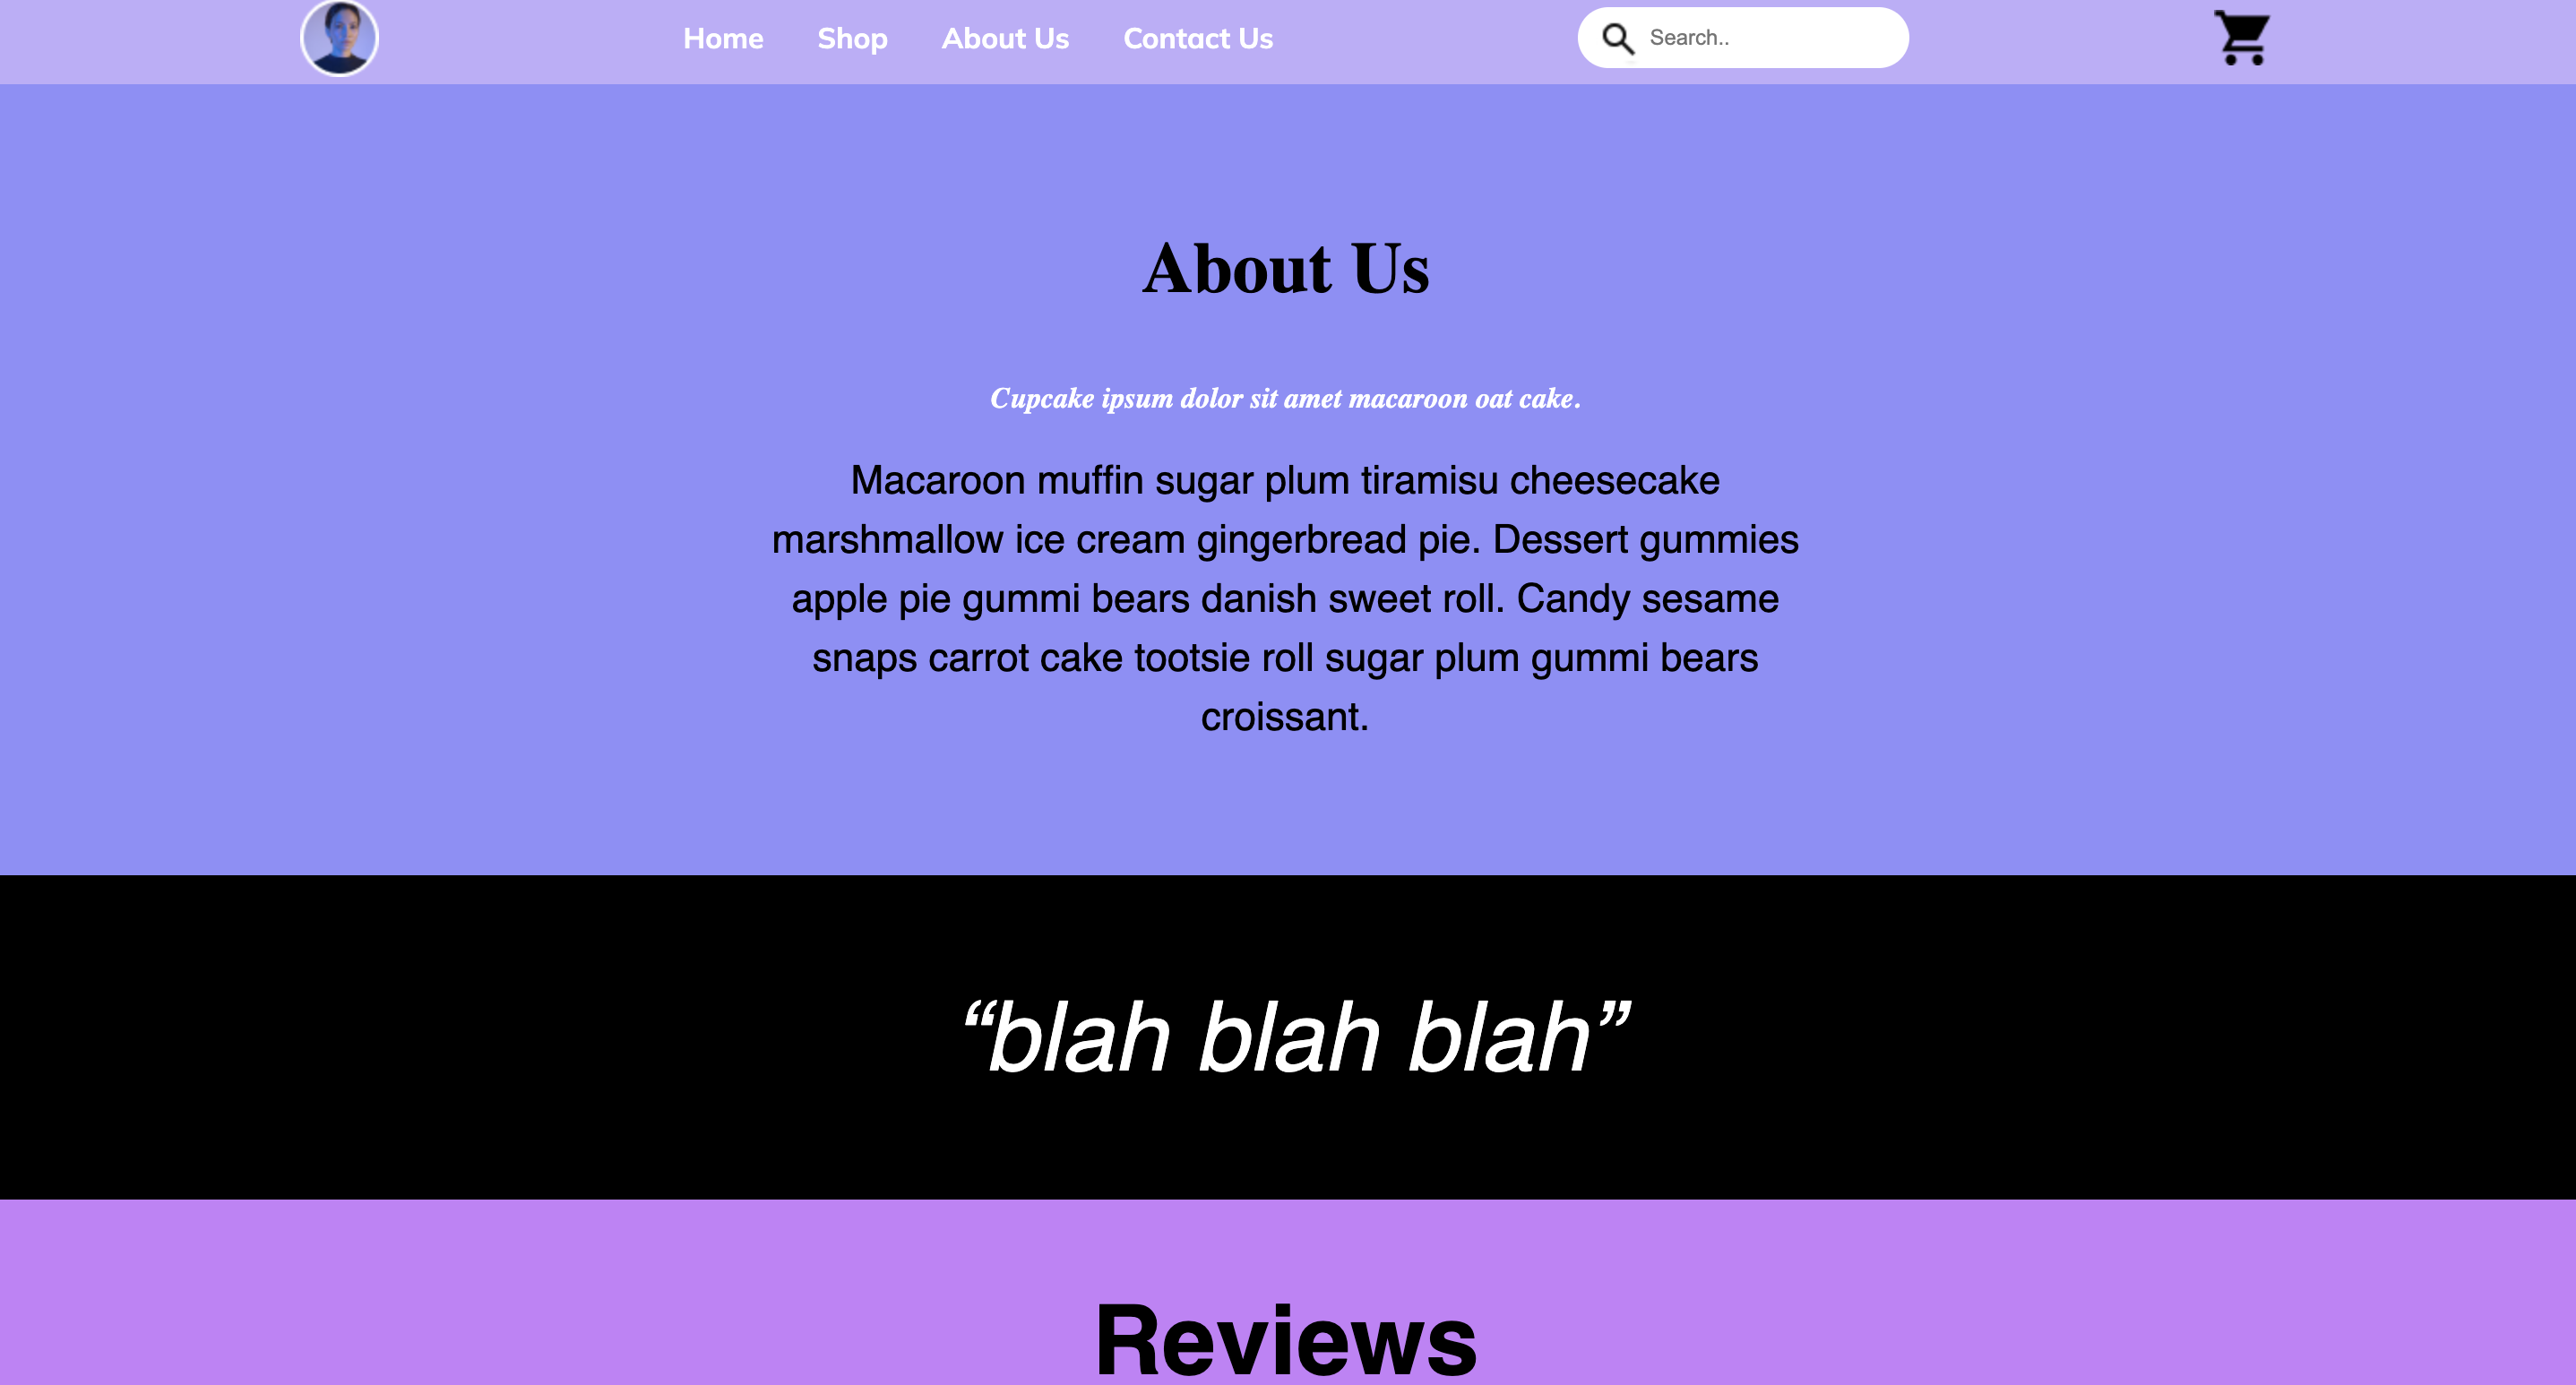 Home Shop About Us Contact Us Search..
About Us
Cupcake ipsum dolor sit amet macaroon oat cake.
Macaroon muffin sugar plum tiramisu cheesecake
marshmallow ice cream gingerbread pie. Dessert gummies
apple pie gummi bears danish sweet roll. Candy sesame
snaps carrot cake tootsie roll sugar plum gummi bears
croissant.
“blah blah blah”
Reviews